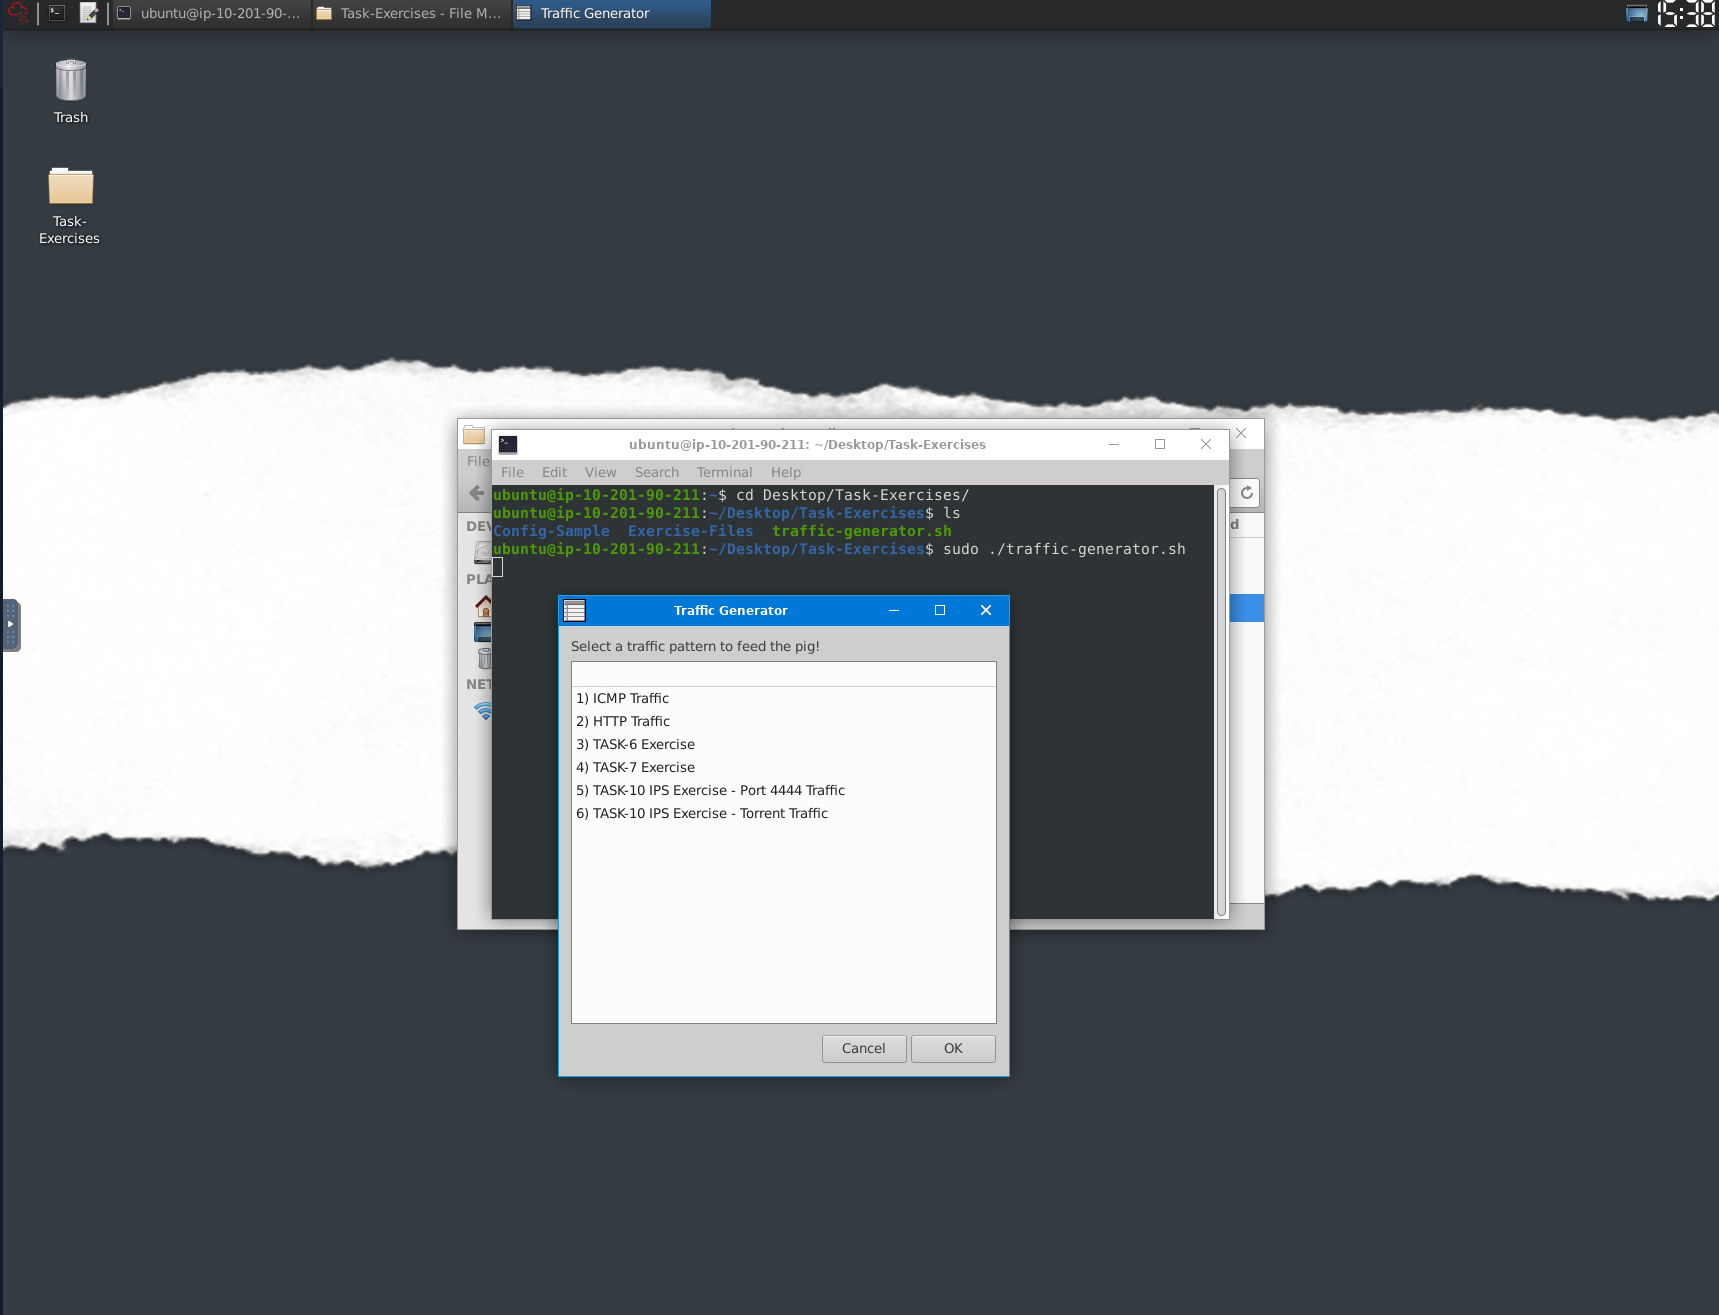 ubuntu@ip-10-201-90-...
Task-Exercises - File M...
Traffic Generator
15:38
Trash
Task-
Exercises
ubuntu@ip-10-201-90-211: ~/Desktop/Task-Exercises
File
File Edit View Search Terminal Help
ubuntu@ip-10-201-90-211:~$ cd Desktop/Task-Exercises/
ubuntu@ip-10-201-90-211:~/Desktop/Task-Exercises$ ls
Config-Sample Exercise-Files traffic-generator.sh
ubuntu@ip-10-201-90-211:~/Desktop/Task-Exercises$ sudo ./traffic-generator.sh
DEV
PLA
NET
d
Traffic Generator
Select a traffic pattern to feed the pig!
1) ICMP Traffic
2) HTTP Traffic
3) TASK-6 Exercise
4) TASK-7 Exercise
5) TASK-10 IPS Exercise - Port 4444 Traffic
6) TASK-10 IPS Exercise - Torrent Traffic
Cancel
OK